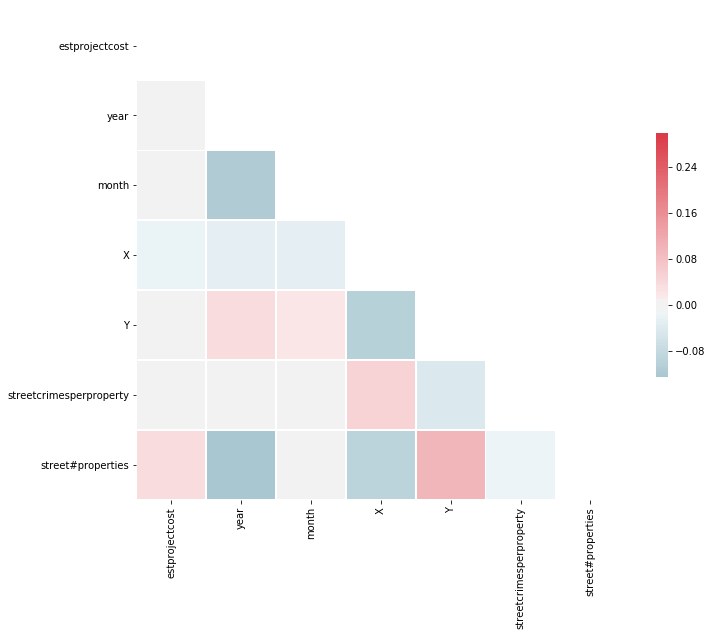 estprojectcost
year
month
X
Y
streetcrimesperproperty
street#properties
estprojectcost
year
month
X
Y
streetcrimesperproperty
street#properties
0.24
0.16
0.08
0.00
−0.08